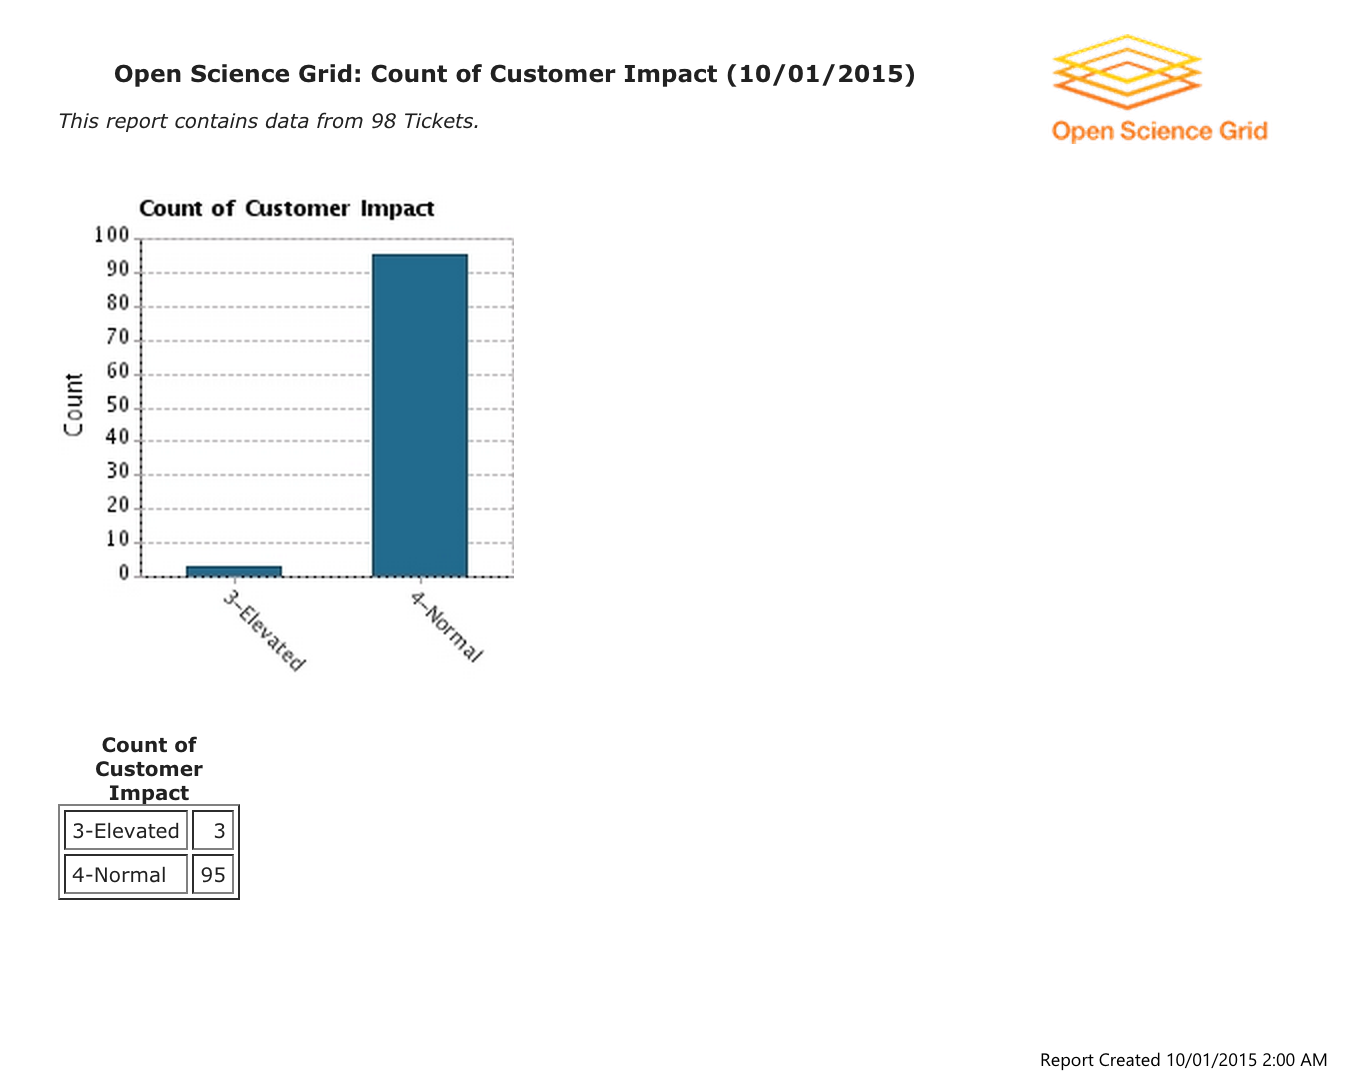 Open Science Grid: Count of Customer Impact (10/01/2015)
This report contains data from 98 Tickets.
Open Science Grid
Count of Customer Impact
100
90
80
70
60
50
40
30
20
10
0
Count
3-Elevated
4-Normal
Count of
Customer
Impact
3-Elevated 3
4-Normal 95
Report Created 10/01/2015 2:00 AM